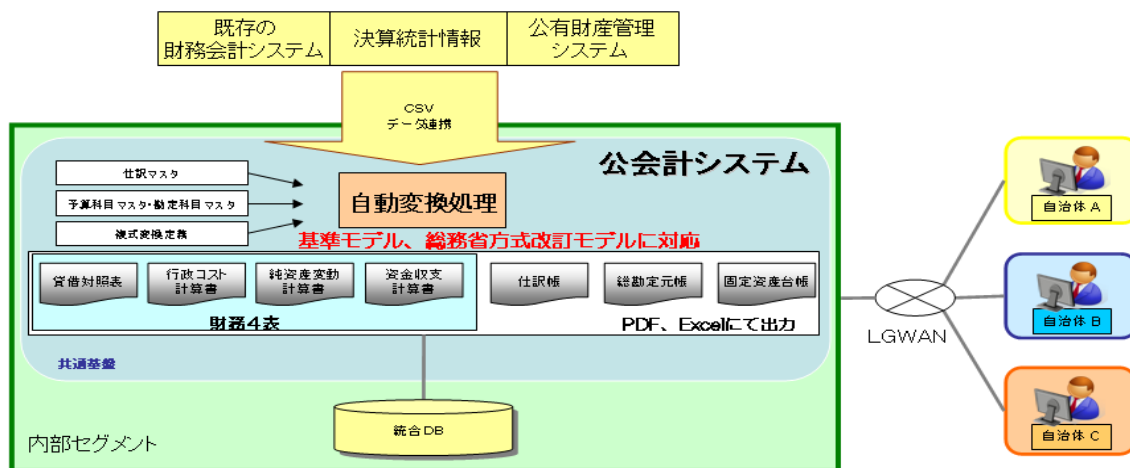 既存の
財務会計システム
決算統計情報
公有財産管理
システム
CSV
データ連携
公会計システム
仕訳マスタ
予算科目マスタ・勘定科目マスタ
複式変換定義
自動変換処理
基準モデル、総務省方式改訂モデルに対応
貸借対照表
行政コスト
計算書
純資産変動
計算書
資金収支
計算書
仕訳帳
総勘定元帳
固定資産台帳
財務4表
PDF、Excelにて出力
共通基盤
統合DB
内部セグメント
LGWAN
自治体A
自治体B
自治体C